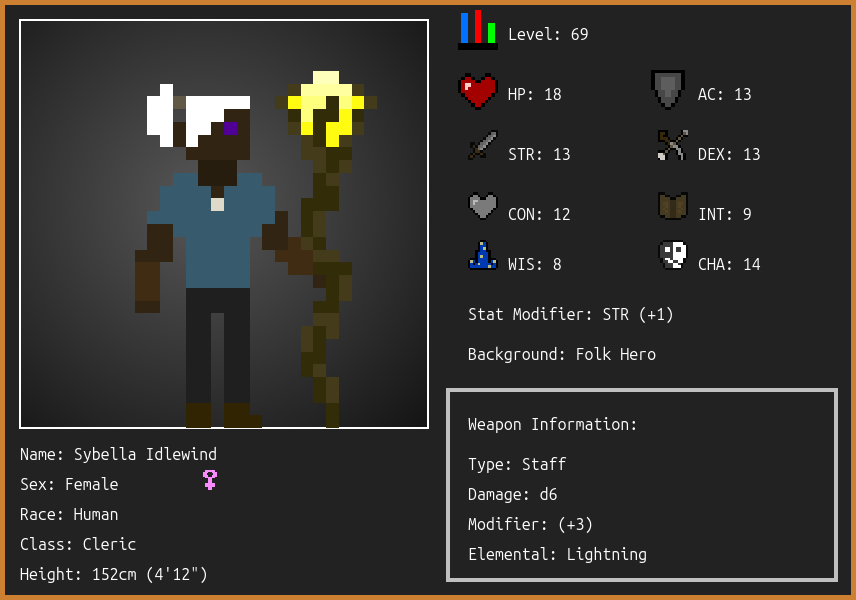 Level: 69
HP: 18
AC: 13
STR: 13
DEX: 13
CON: 12
INT: 9
WIS: 8
CHA: 14
Stat Modifier: STR (+1)
Background: Folk Hero
Weapon Information:
Type: Staff
Damage: d6
Modifier: (+3)
Elemental: Lightning
Name: Sybella Idlewind
Sex: Female
Race: Human
Class: Cleric
Height: 152cm (4'12")